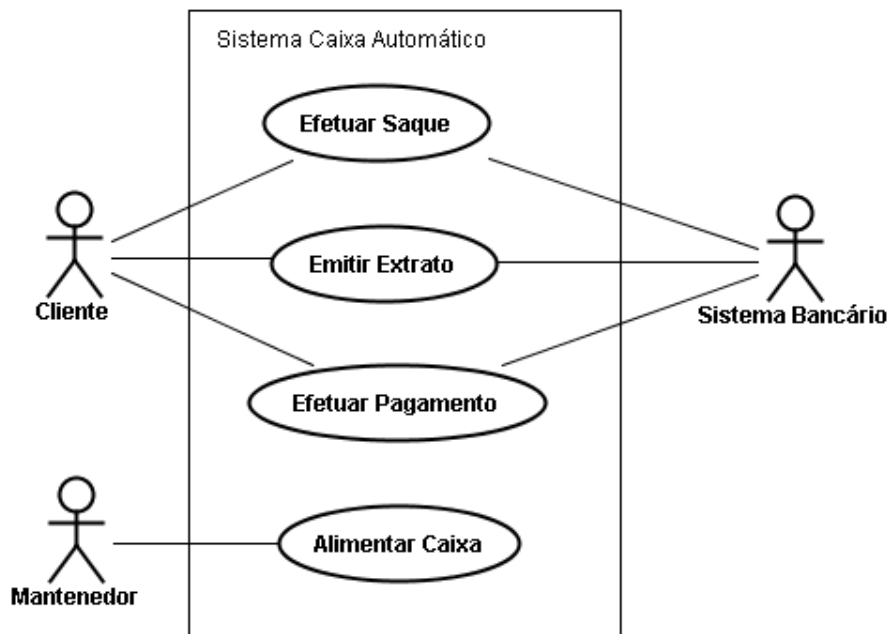 Sistema Caixa Automático
Efetuar Saque
Emitir Extrato
Cliente
Sistema Bancário
Efetuar Pagamento
Alimentar Caixa
Mantenedor